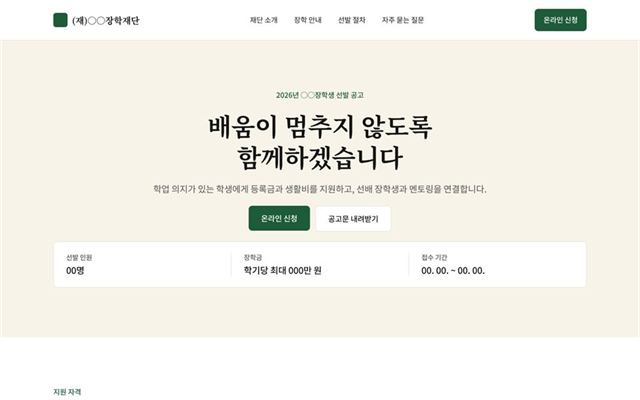 (재)○○장학재단
재단 소개 장학 안내 선발 절차 자주 묻는 질문
온라인 신청
2026년 ○○장학생 선발 공고
배움이 멈추지 않도록
함께하겠습니다
학업 의지가 있는 학생에게 등록금과 생활비를 지원하고, 선배 장학생과 멘토링을 연결합니다.
온라인 신청 공고문 내려받기
선발 인원
00명
장학금
학기당 최대 000만 원
접수 기간
00. 00. ~ 00. 00.
지원 자격